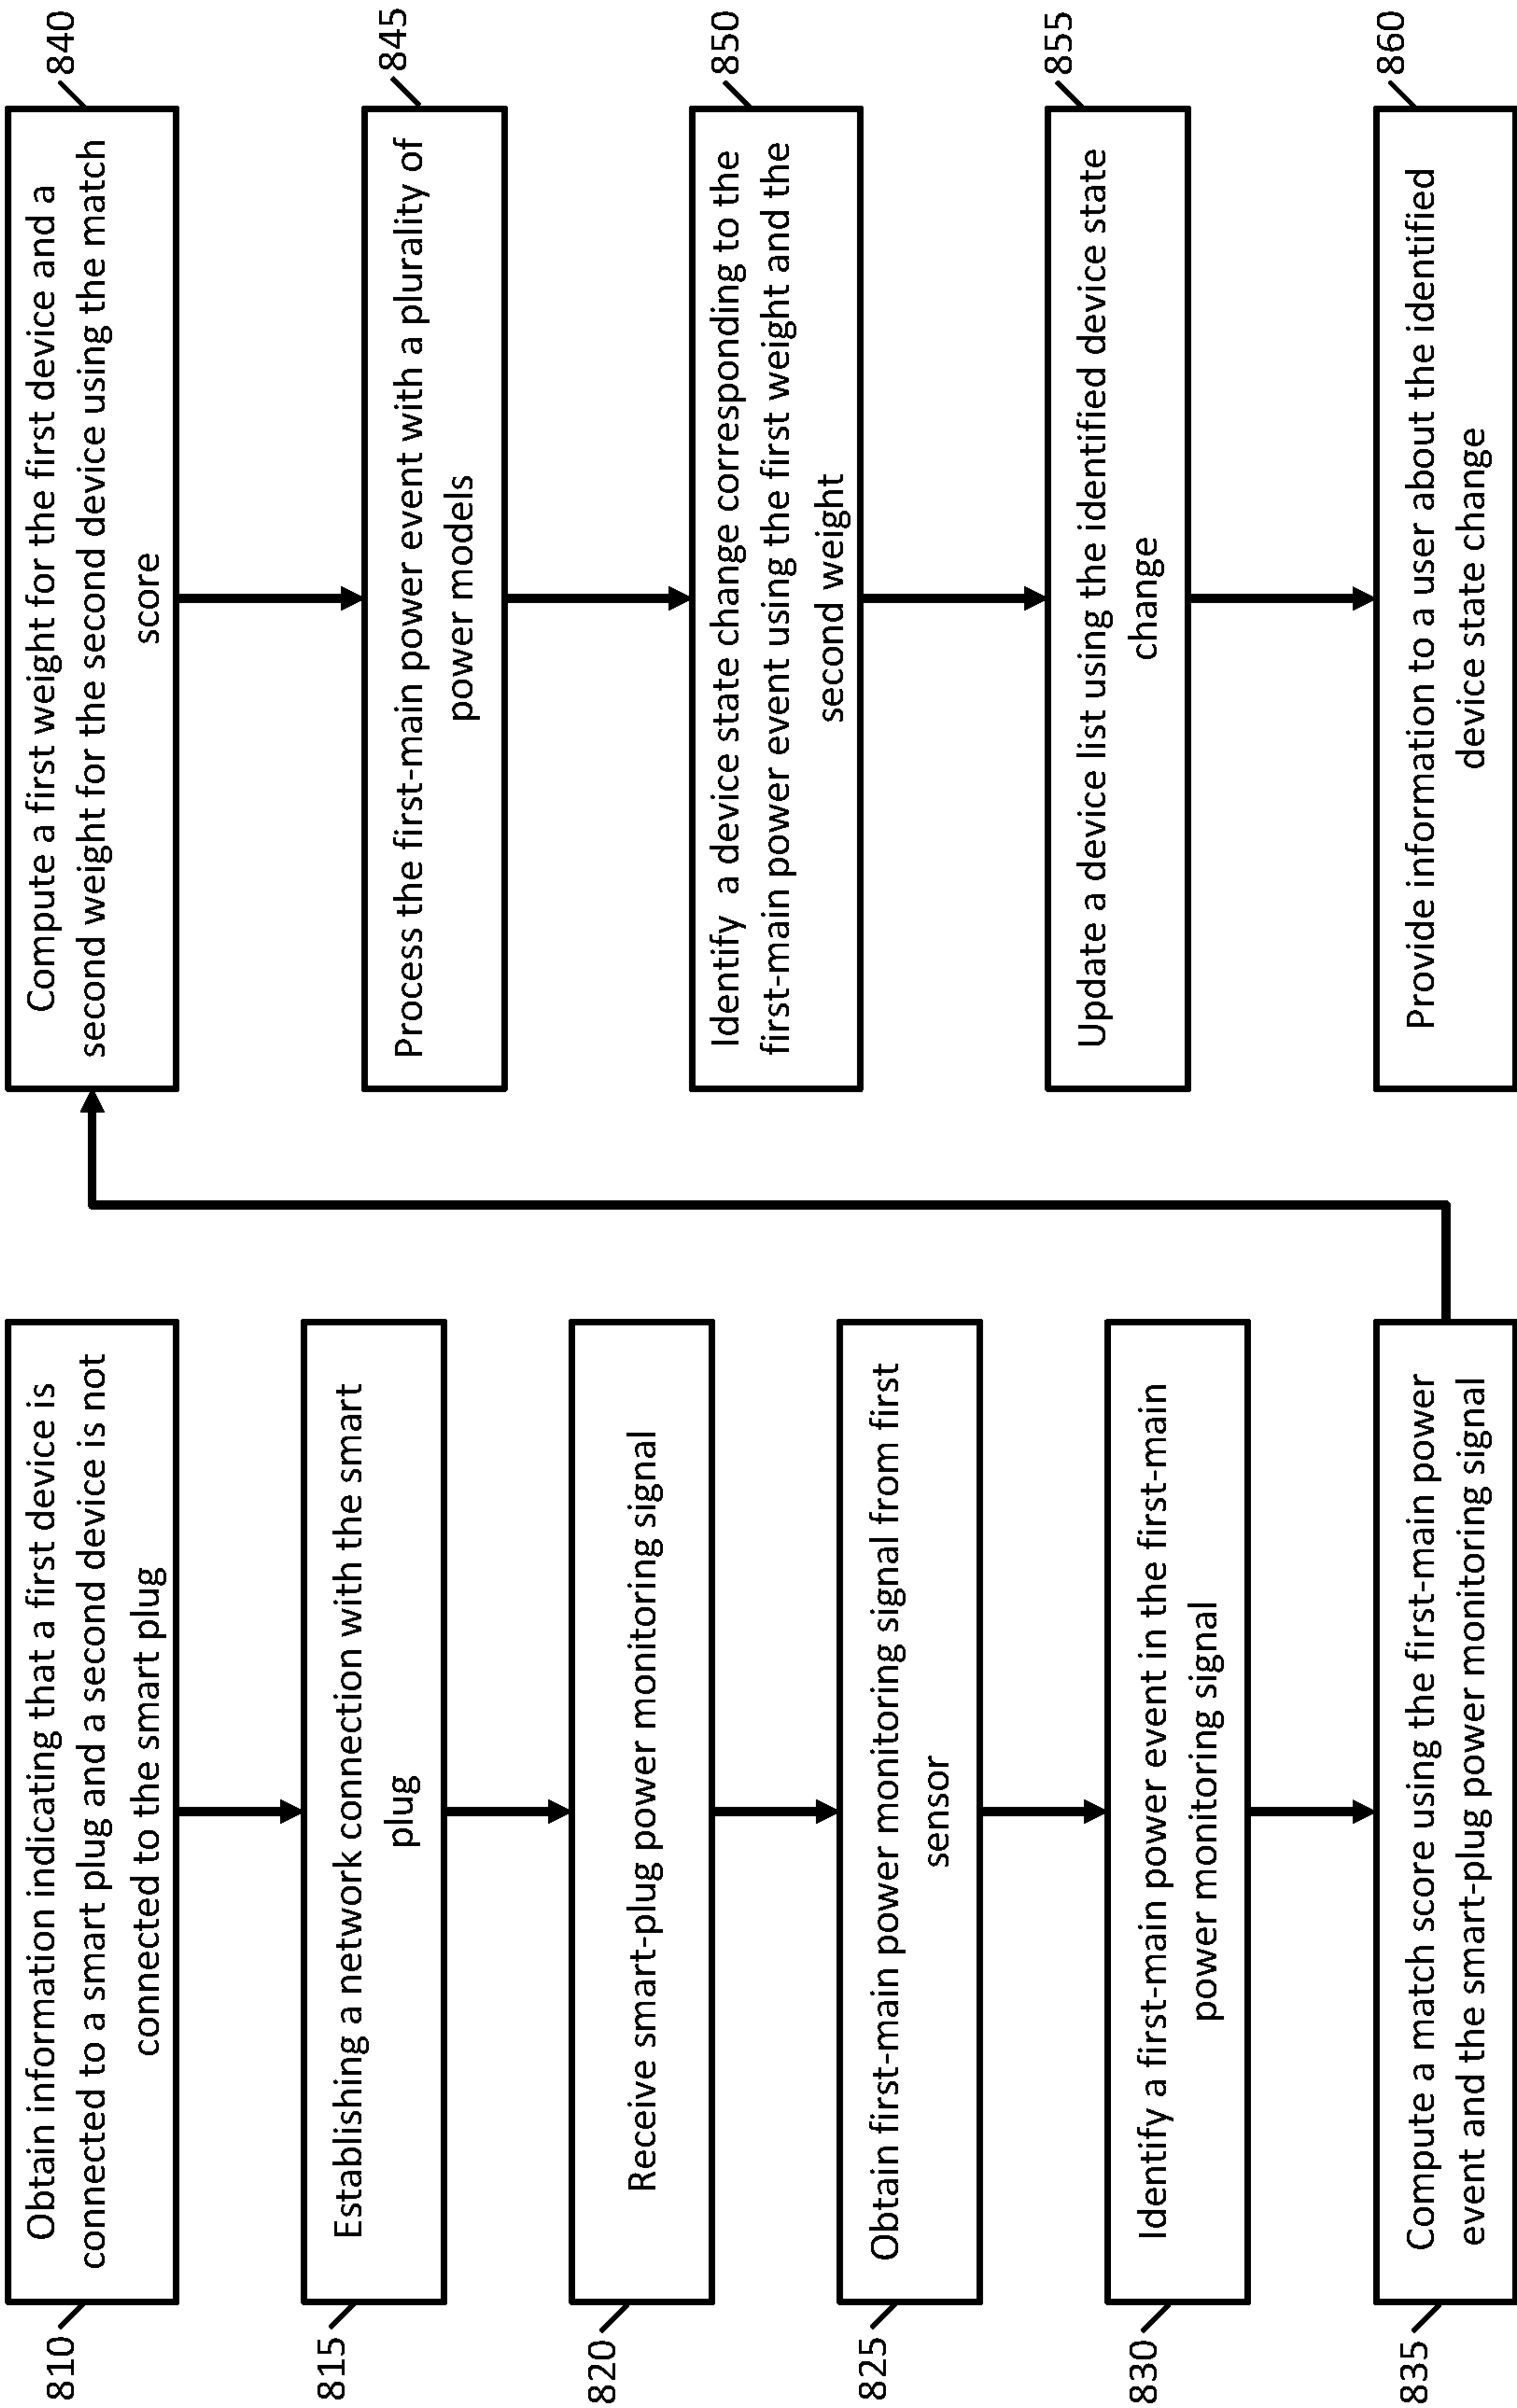 810
Obtain information indicating that a first device is
connected to a smart plug and a second device is not
connected to the smart plug
815
Establishing a network connection with the smart
plug
820
Receive smart-plug power monitoring signal
825
Obtain first-main power monitoring signal from first
sensor
830
Identify a first-main power event in the first-main
power monitoring signal
835
Compute a match score using the first-main power
event and the smart-plug power monitoring signal
840
Compute a first weight for the first device and a
second weight for the second device using the match
score
845
Process the first-main power event with a plurality of
power models
850
Identify  a device state change corresponding to the
first-main power event using the first weight and the
second weight
855
Update a device list using the identified device state
change
860
Provide information to a user about the identified
device state change